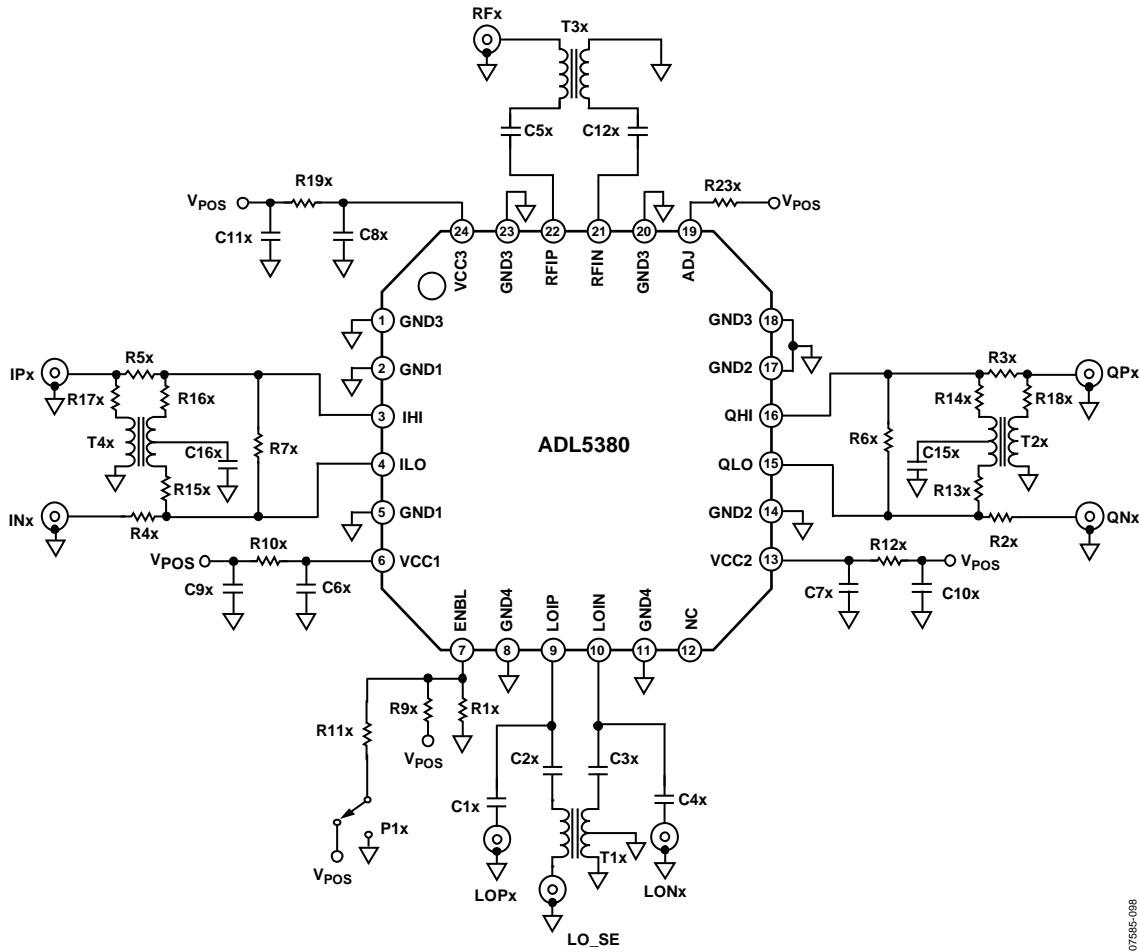 RFx
T3x
C5x
C12x
R19x
VPOS
C11x
C8x
R23x
VPOS
24
23
22
21
20
19
VCC3
GND3
RFIP
RFIN
GND3
ADJ
1
GND3
2
GND1
3
IHI
4
ILO
5
GND1
6
VCC1
ADL5380
GND3
18
GND2
17
QHI
16
QLO
15
GND2
14
VCC2
13
IPx
R5x
R17x
R16x
T4x
C16x
R7x
R15x
INx
R4x
VPOS
R10x
C9x
C6x
R3x
QPx
R14x
R18x
R6x
C15x
T2x
R13x
R2x
QNx
R12x
VPOS
C7x
C10x
ENBL
GND4
LOIP
LOIN
GND4
NC
7
8
9
10
11
12
R11x
R9x
R1x
VPOS
P1x
VPOS
C2x
C3x
C1x
C4x
T1x
LOPx
LONx
LO_SE
07585-098